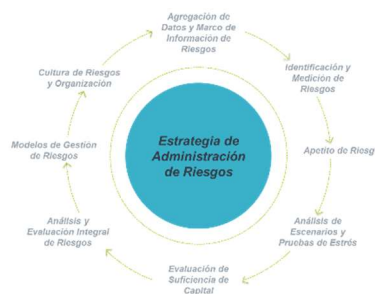 Agregación de
Datos y Marco de
Información de
Riesgos
Identificación y
Medición de
Riesgos
Apetito de Riesg
Análisis de
Escenarios y
Pruebas de Estrés
Evaluación de
Suficiencia de
Capital
Análisis y
Evaluación Integral
de Riesgos
Modelos de Gestión
de Riesgos
Cultura de Riesgos
y Organización
Estrategia de
Administración
de Riesgos